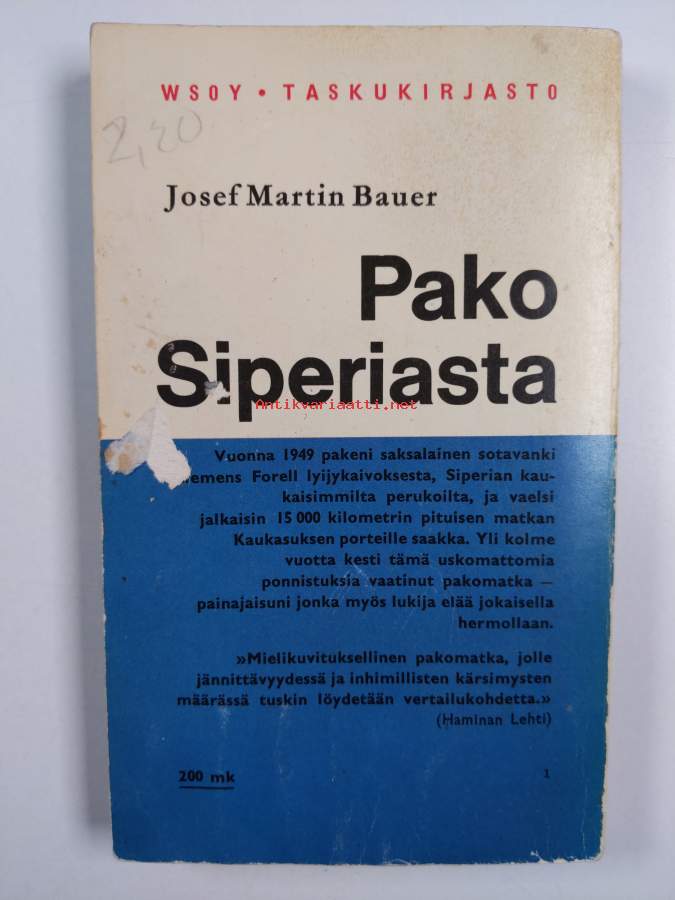 WSOY • TASKUKIRJASTO
2,20
Josef Martin Bauer
Pako
Siperiasta
Antikvariaatti.net
Vuonna 1949 pakeni saksalainen sotavanki
emens Forell lyijykaivoksesta, Siperian kau-
kaisimmilta perukoilta, ja vaelsi
jalkaisin 15 000 kilometrin pituisen matkan
Kaukasuksen porteille saakka. Yli kolme
vuotta kesti tämä uskomattomia
ponnistuksia vaatinut pakomatka —
painajaisuni jonka myös lukija elää jokaisella
hermollaan.
»Mielikuvituksellinen pakomatka, jolle
jännittävyydessä ja inhimillisten kärsimysten
määrässä tuskin löydetään vertailukohdetta.»
(Haminan Lehti)
200 mk
1